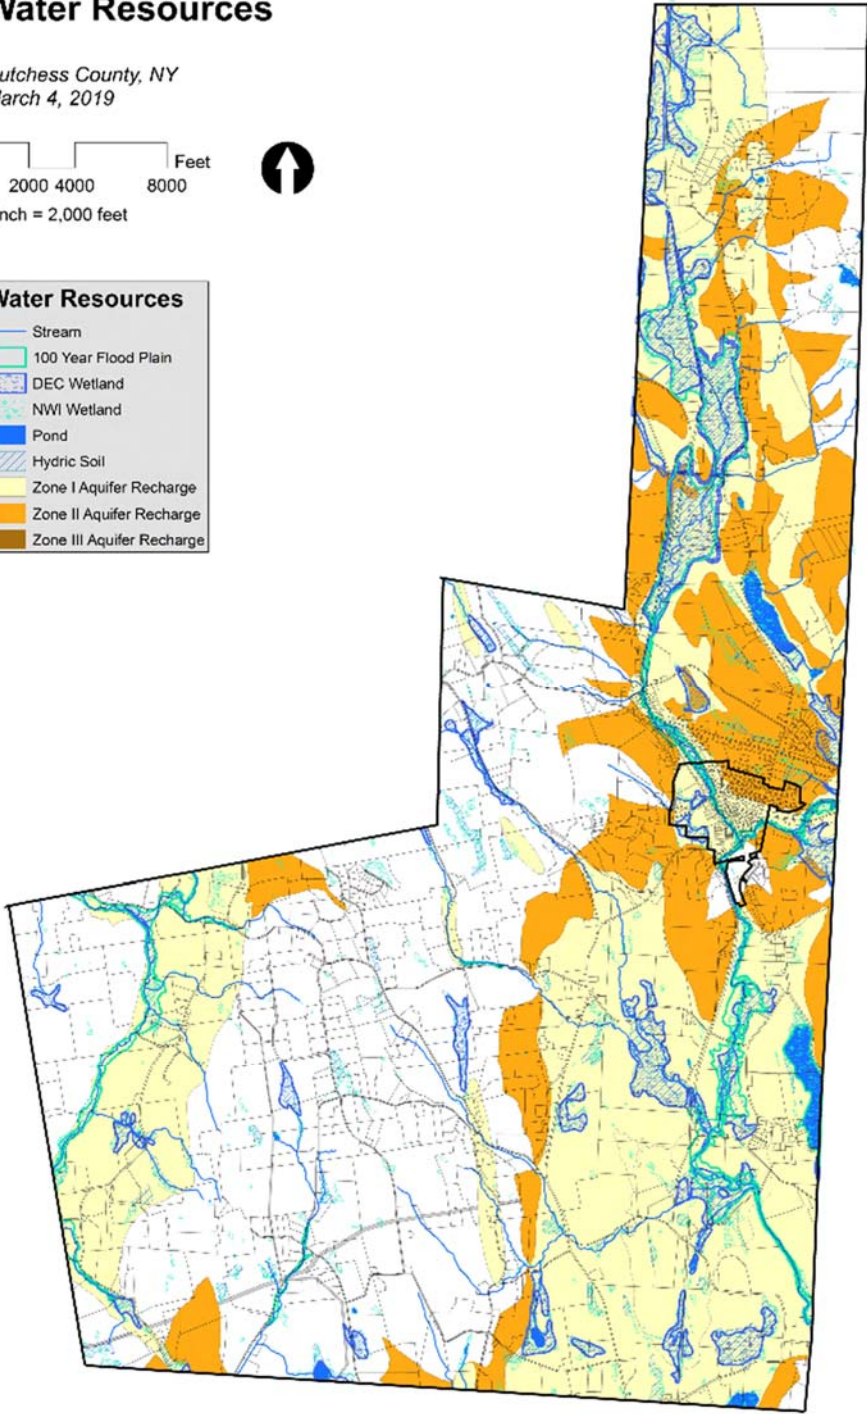 Water Resources
utchess County, NY
March 4, 2019
Feet
2000 4000 8000
nch = 2,000 feet
Water Resources
Stream
100 Year Flood Plain
DEC Wetland
NWI Wetland
Pond
Hydric Soil
Zone I Aquifer Recharge
Zone II Aquifer Recharge
Zone III Aquifer Recharge